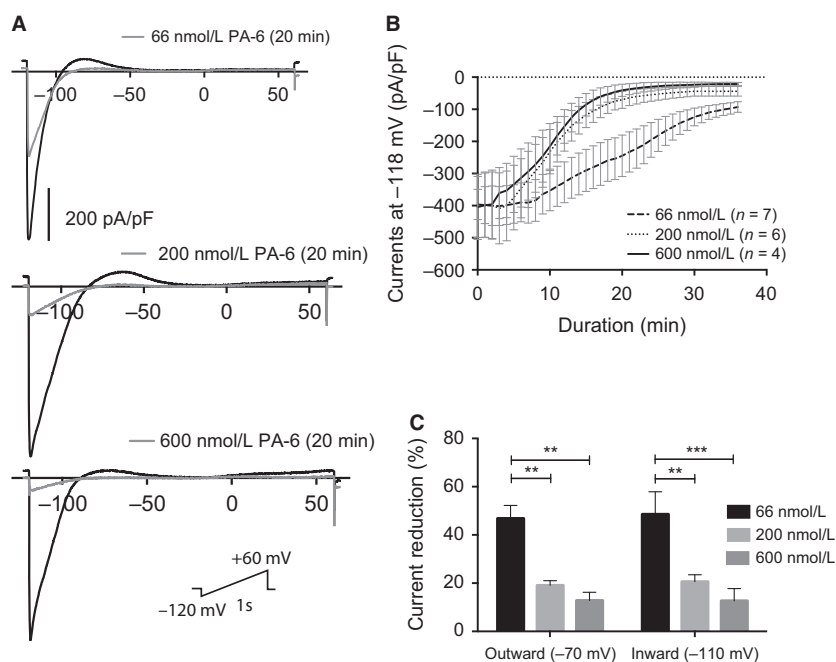 A
66 nmol/L PA-6 (20 min)
−100 −50 0 50
200 pA/pF
200 nmol/L PA-6 (20 min)
−100 −50 0 50
600 nmol/L PA-6 (20 min)
−100 −50 0 50
+60 mV
−120 mV 1s
B
Currents at −118 mV (pA/pF)
0
−100
−200
−300
−400
−500
−600
66 nmol/L (n = 7)
200 nmol/L (n = 6)
600 nmol/L (n = 4)
0 10 20 30 40
Duration (min)
C
Current reduction (%)
80
60
40
20
0
** **
*** **
66 nmol/L
200 nmol/L
600 nmol/L
Outward (−70 mV) Inward (−110 mV)